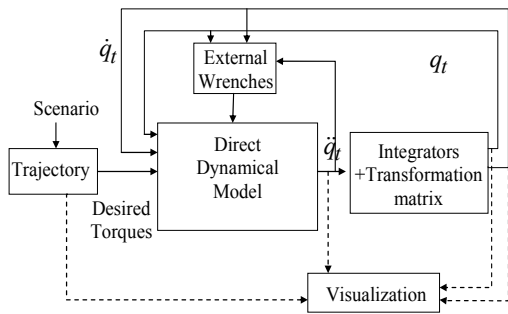 q̇ₜ
External
Wrenches
qₜ
Scenario
Trajectory
Desired
Torques
Direct
Dynamical
Model
q̈ₜ
Integrators
+Transformation
matrix
Visualization